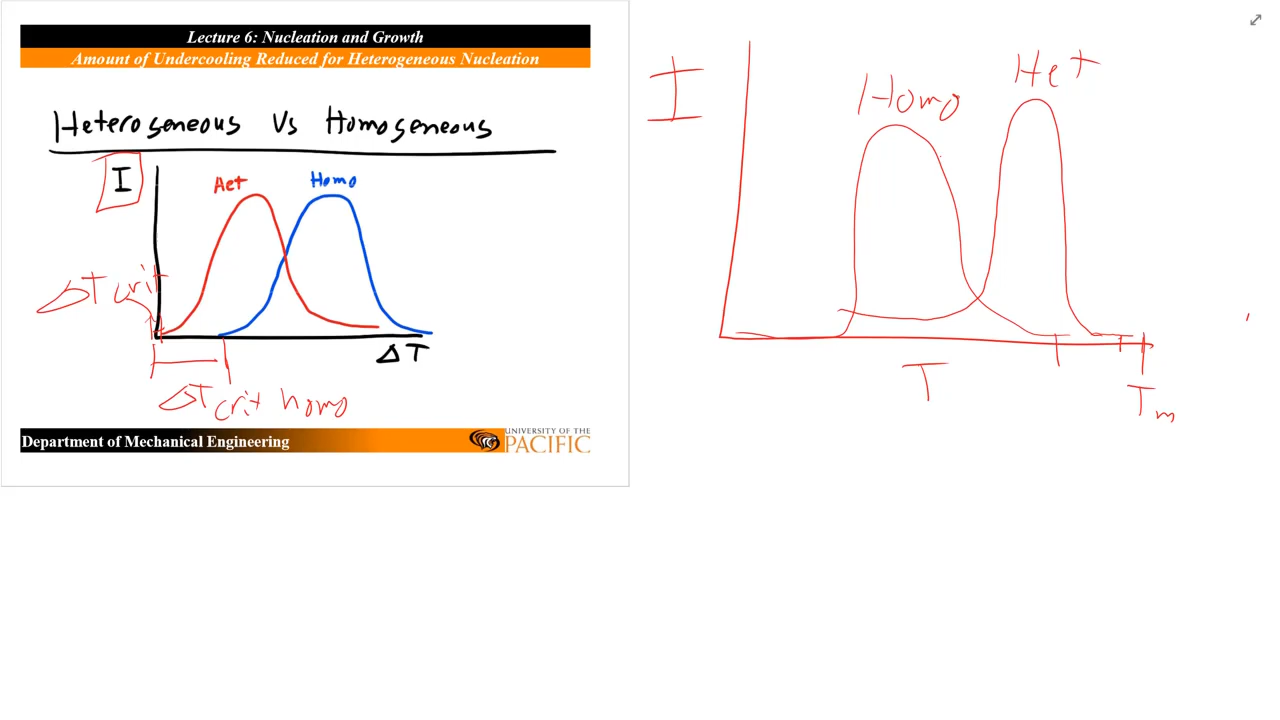 Lecture 6: Nucleation and Growth
Amount of Undercooling Reduced for Heterogeneous Nucleation
Heterogeneous Vs Homogeneous
I
Het
Homo
ΔT crit
ΔT
ΔT crit homo
Department of Mechanical Engineering
UNIVERSITY OF THE
PACIFIC
I
Homo
Het
T
Tm